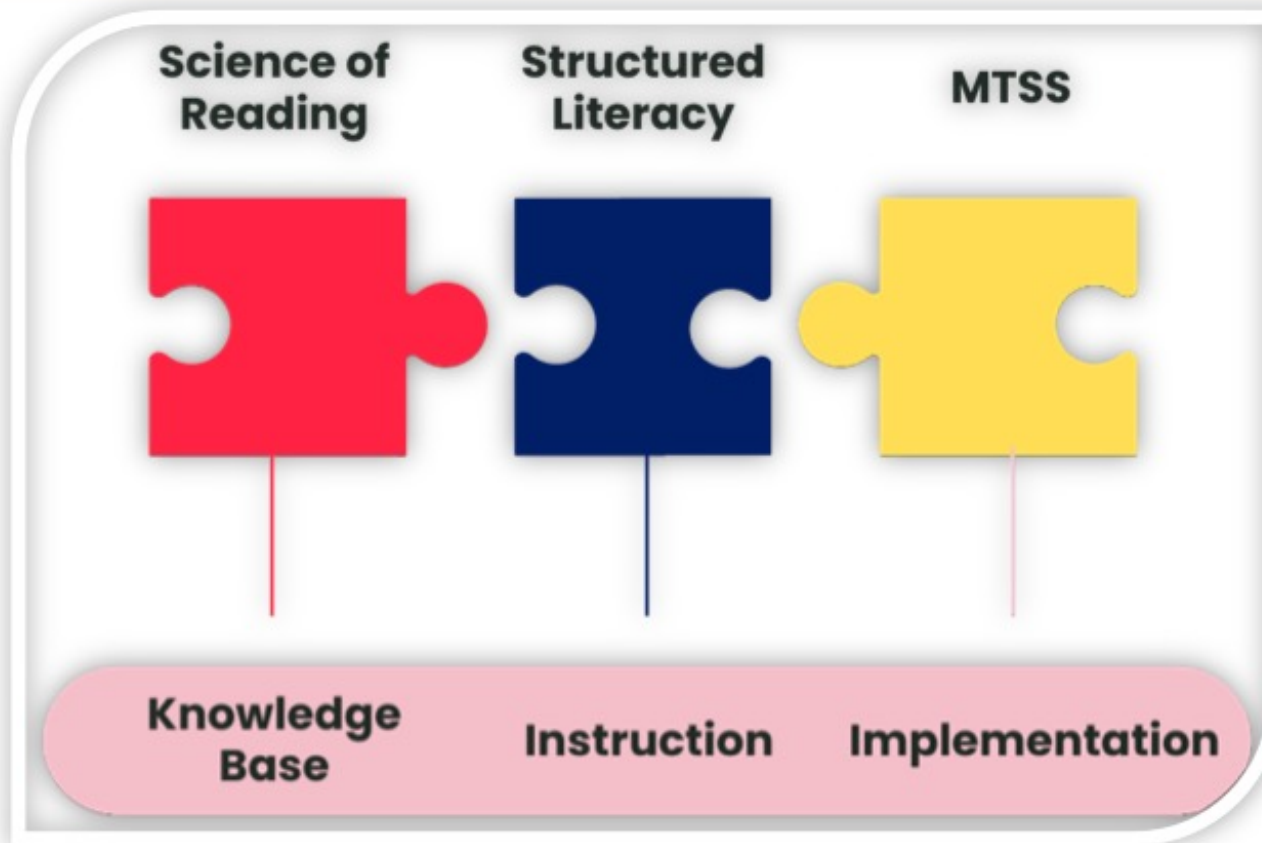 Science of
Reading
Structured
Literacy
MTSS
Knowledge
Base
Instruction
Implementation